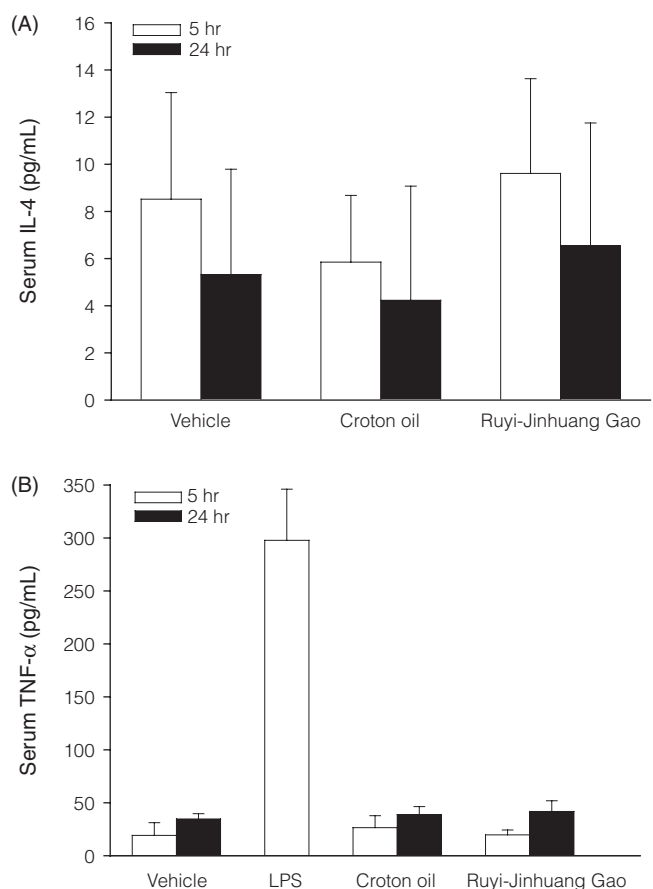 (A)
5 hr
24 hr
Serum IL-4 (pg/mL)
16
14
12
10
8
6
4
2
0
Vehicle Croton oil Ruyi-Jinhuang Gao
(B)
5 hr
24 hr
Serum TNF-α (pg/mL)
350
300
250
200
150
100
50
0
Vehicle LPS Croton oil Ruyi-Jinhuang Gao